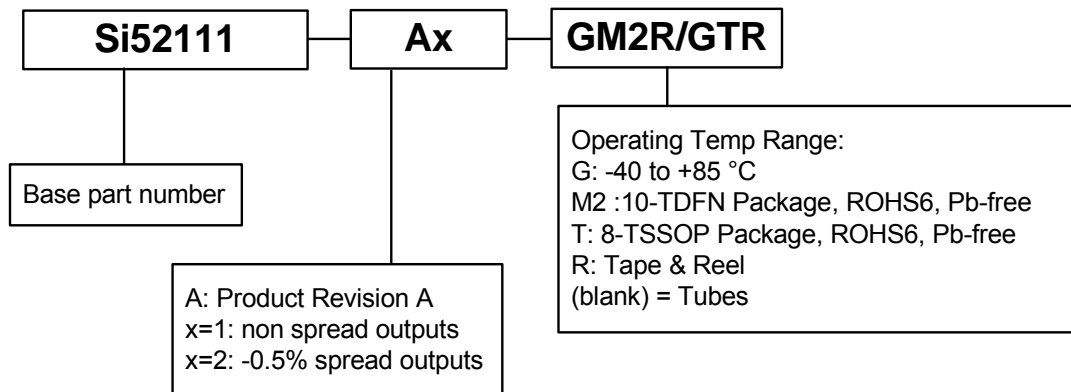 Si52111 Ax GM2R/GTR
Base part number
A: Product Revision A
x=1: non spread outputs
x=2: -0.5% spread outputs
Operating Temp Range:
G: -40 to +85 °C
M2 :10-TDFN Package, ROHS6, Pb-free
T: 8-TSSOP Package, ROHS6, Pb-free
R: Tape & Reel
(blank) = Tubes